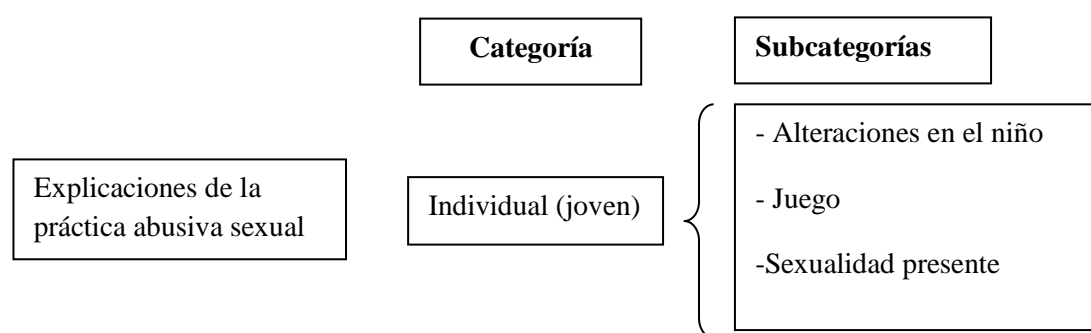 Categoría
Subcategorías
Explicaciones de la
práctica abusiva sexual
Individual (joven)
- Alteraciones en el niño
- Juego
-Sexualidad presente